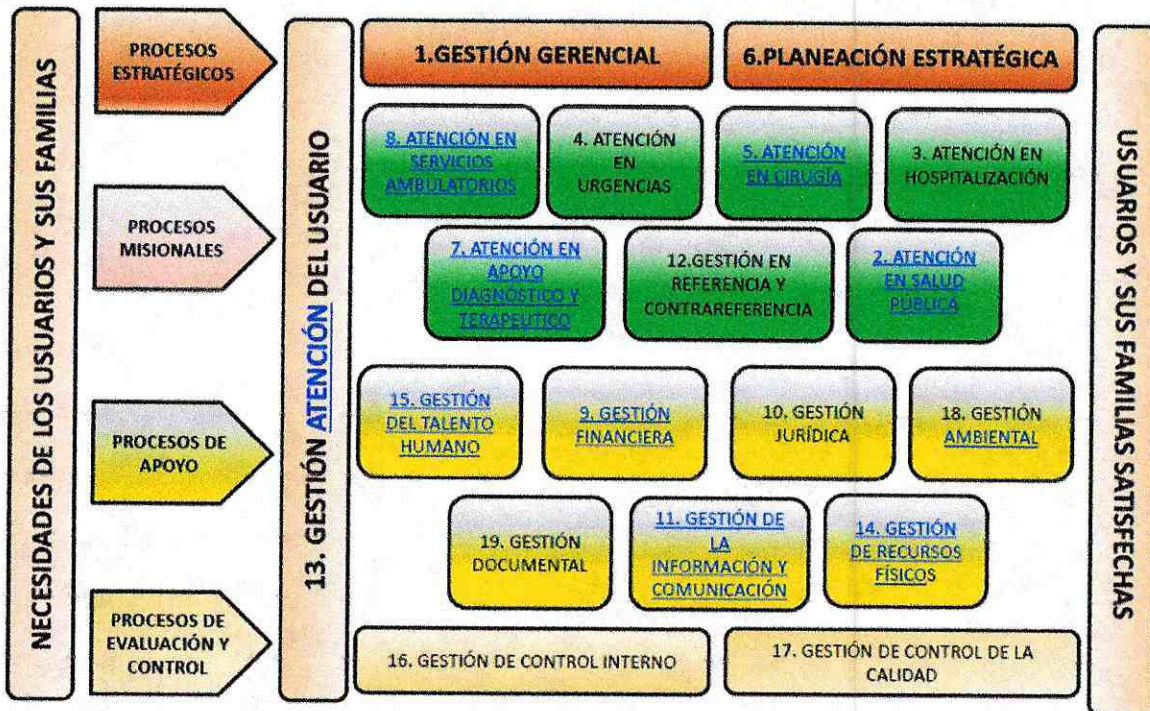 NECESIDADES DE LOS USUARIOS Y SUS FAMILIAS
PROCESOS
ESTRATÉGICOS
PROCESOS
MISIONALES
PROCESOS DE
APOYO
PROCESOS DE
EVALUACIÓN Y
CONTROL
13. GESTIÓN ATENCIÓN DEL USUARIO
1.GESTIÓN GERENCIAL
6.PLANEACIÓN ESTRATÉGICA
8. ATENCIÓN EN
SERVICIOS
AMBULATORIOS
4. ATENCIÓN
EN
URGENCIAS
5. ATENCIÓN
EN CIRUGÍA
3. ATENCIÓN EN
HOSPITALIZACIÓN
7. ATENCIÓN EN
APOYO
DIAGNÓSTICO Y
TERAPEUTICO
12.GESTIÓN EN
REFERENCIA Y
CONTRAREFERENCIA
2. ATENCIÓN
EN SALUD
PÚBLICA
15. GESTIÓN
DEL TALENTO
HUMANO
9. GESTIÓN
FINANCIERA
10. GESTIÓN
JURÍDICA
18. GESTIÓN
AMBIENTAL
19. GESTIÓN
DOCUMENTAL
11. GESTIÓN DE
LA
INFORMACIÓN Y
COMUNICACIÓN
14. GESTIÓN
DE RECURSOS
FÍSICOS
16. GESTIÓN DE CONTROL INTERNO
17. GESTIÓN DE CONTROL DE LA
CALIDAD
USUARIOS Y SUS FAMILIAS SATISFECHAS